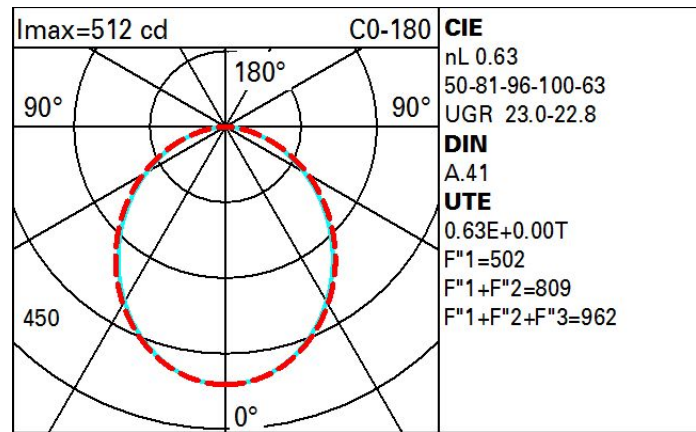 Imax=512 cd C0-180
180°
90° 90°
450
0°
CIE
nL 0.63
50-81-96-100-63
UGR 23.0-22.8
DIN
A.41
UTE
0.63E+0.00T
F"1=502
F"1+F"2=809
F"1+F"2+F"3=962